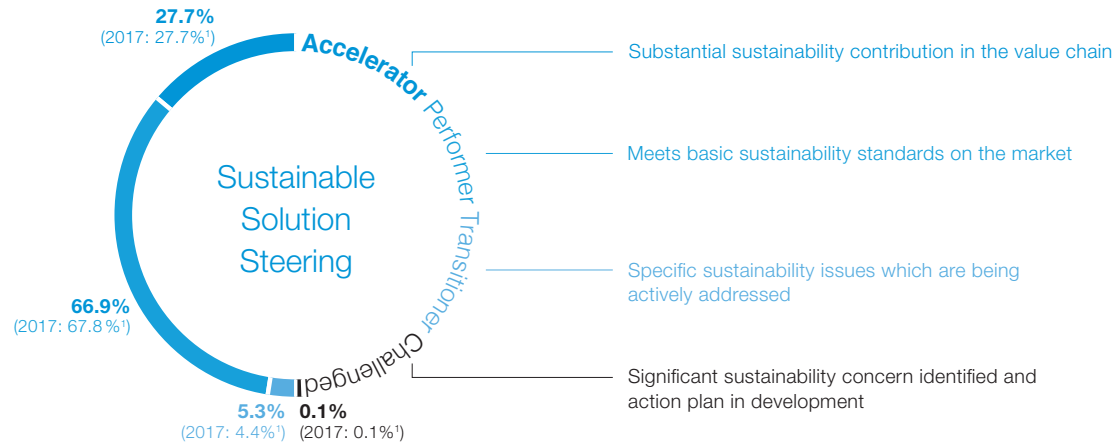 27.7%
(2017: 27.7%¹)
Accelerator Performer Transitioner Challenged
Substantial sustainability contribution in the value chain
Meets basic sustainability standards on the market
Sustainable
Solution
Steering
Specific sustainability issues which are being
actively addressed
66.9%
(2017: 67.8%¹)
Significant sustainability concern identified and
action plan in development
5.3%
(2017: 4.4%¹)
0.1%
(2017: 0.1%¹)